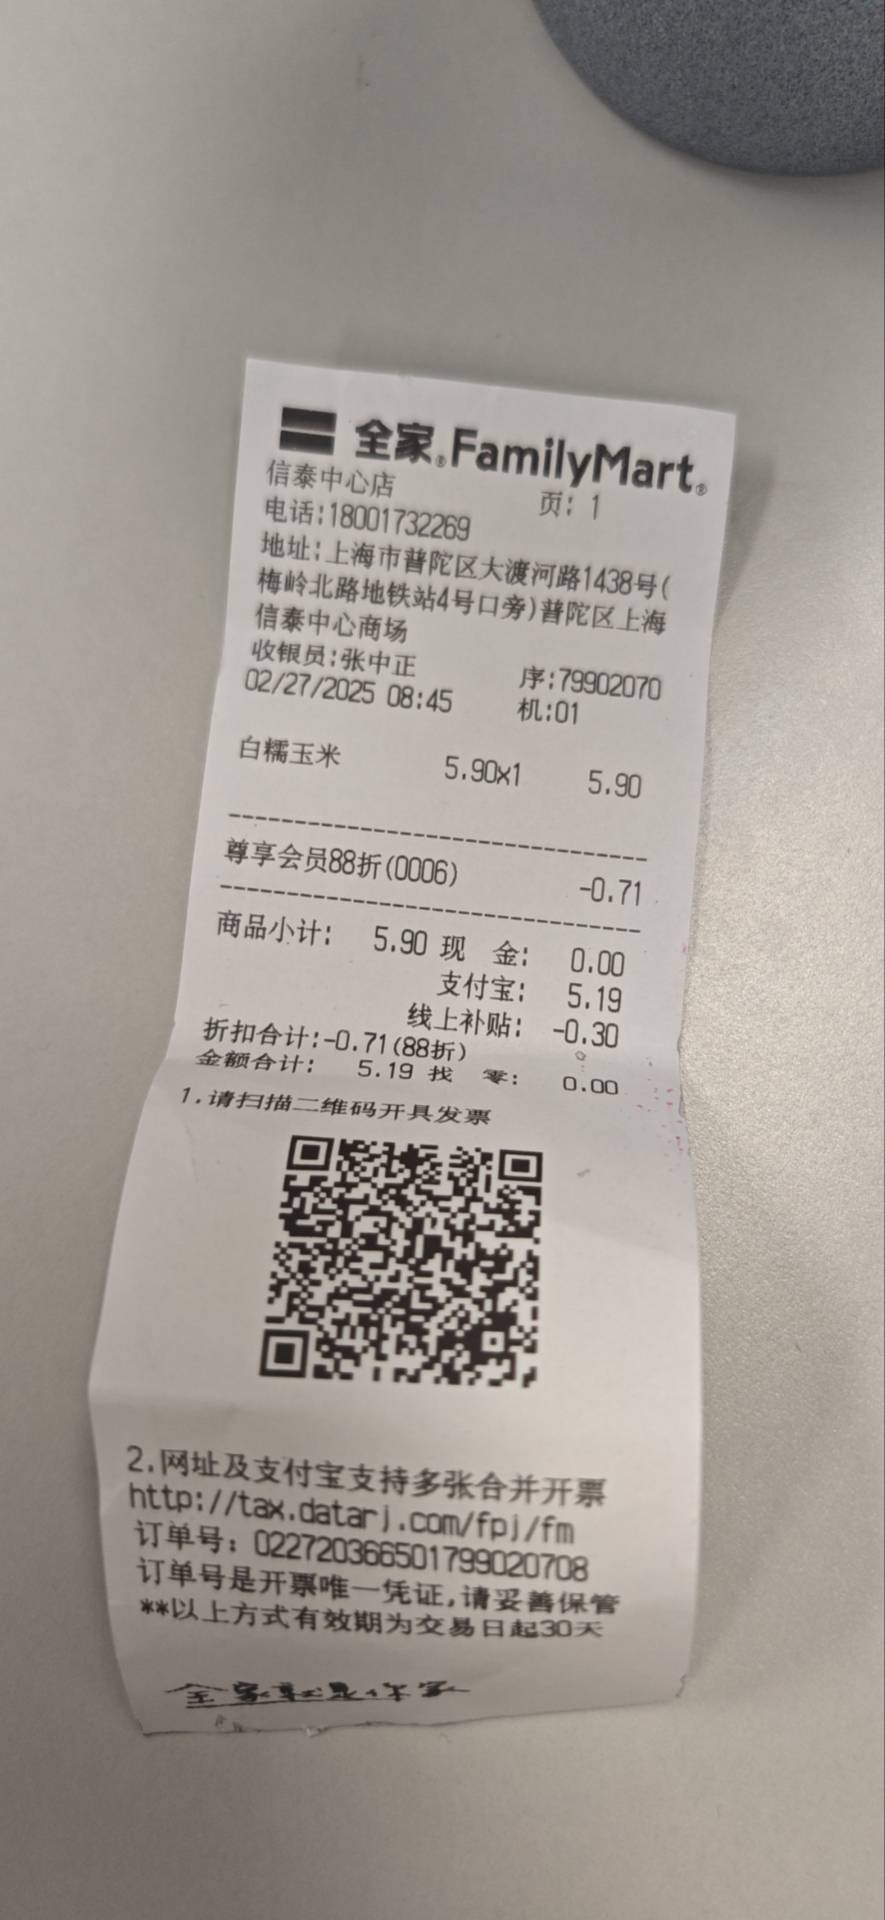 全家®FamilyMart®
信泰中心店 页: 1
电话:18001732269
地址:上海市普陀区大渡河路1438号(
梅岭北路地铁站4号口旁)普陀区上海
信泰中心商场
收银员:张中正 序:79902070
02/27/2025 08:45 机:01
白糯玉米 5.90x1 5.90
--------------------------------
尊享会员88折(0006) -0.71
--------------------------------
商品小计: 5.90 现 金: 0.00
支付宝: 5.19
线上补贴: -0.30
折扣合计:-0.71(88折)
金额合计: 5.19 找 零: 0.00
1.请扫描二维码开具发票
2.网址及支付宝支持多张合并开票
http://tax.datarj.com/fpj/fm
订单号: 022720366501799020708
订单号是开票唯一凭证,请妥善保管
**以上方式有效期为交易日起30天
全家就是你家